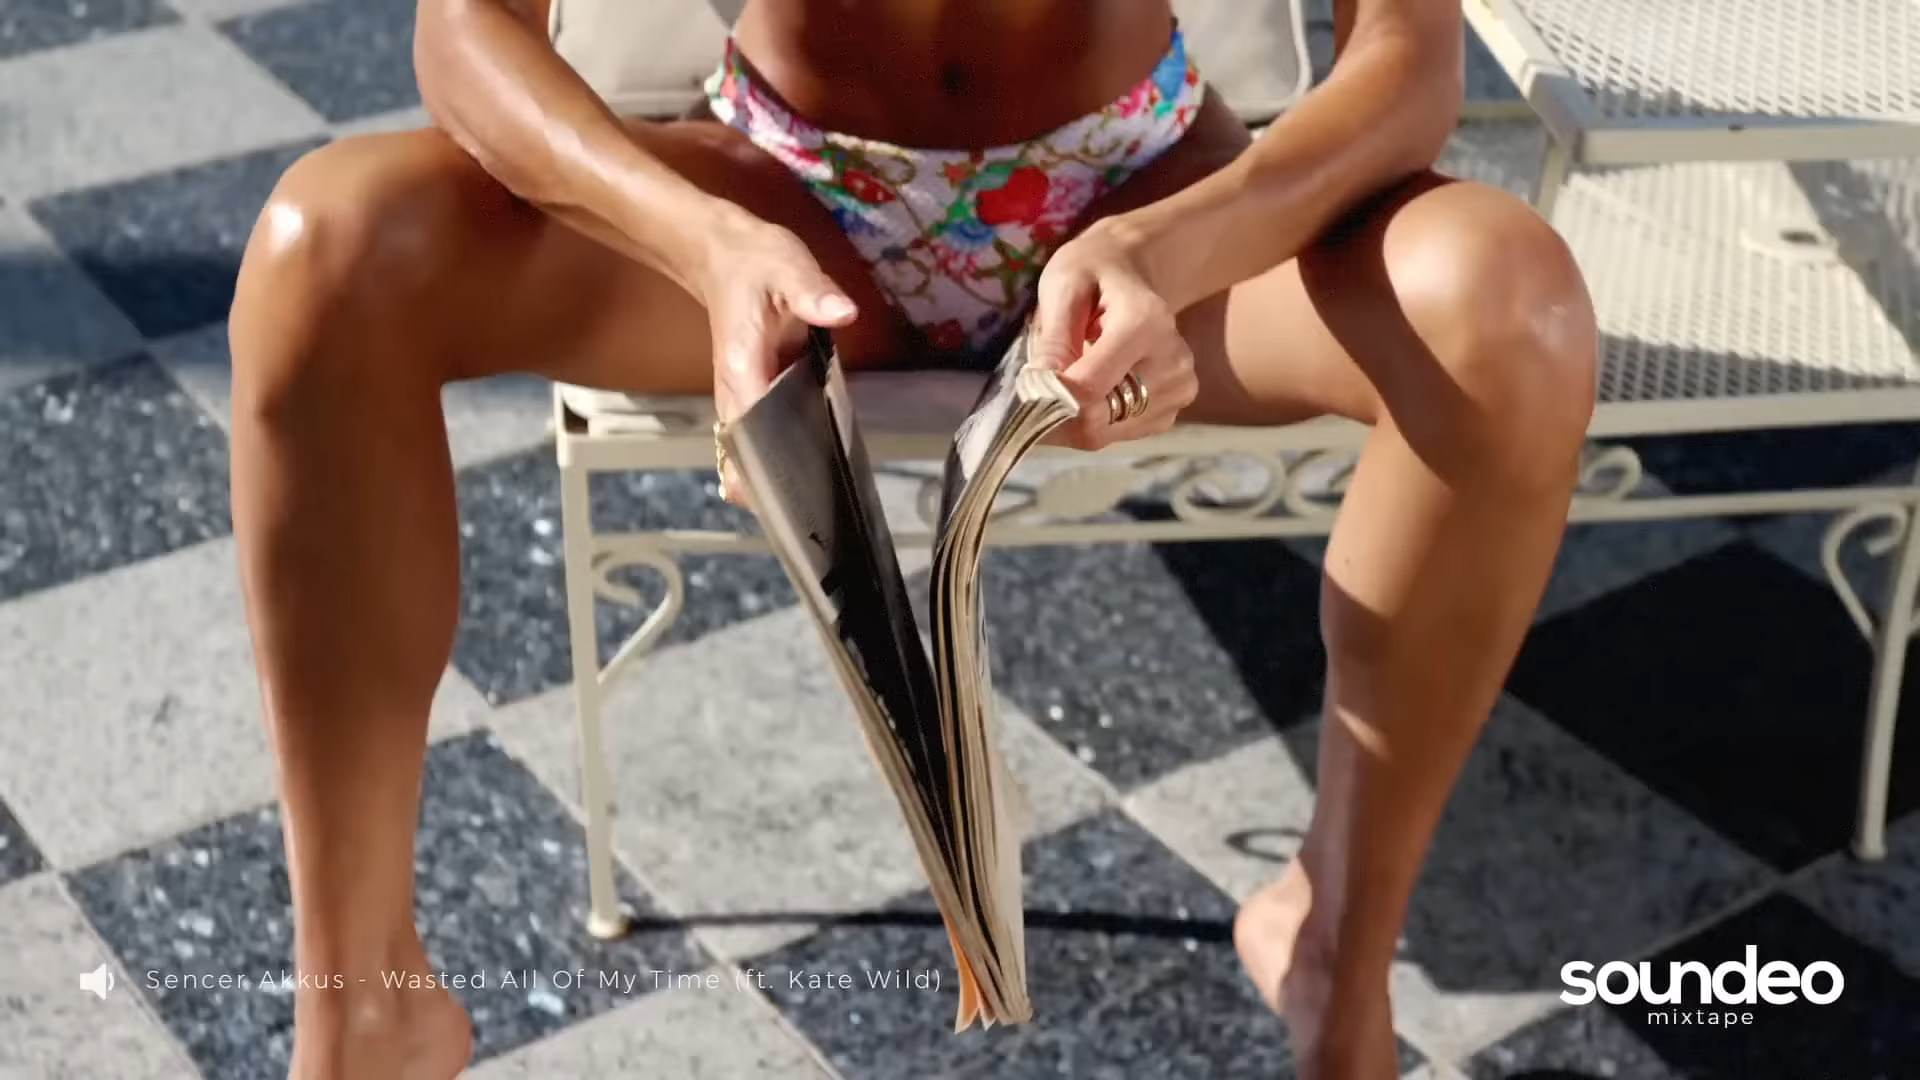 Sencer Akkus - Wasted All Of My Time (ft. Kate Wild)
soundeo
mixtape